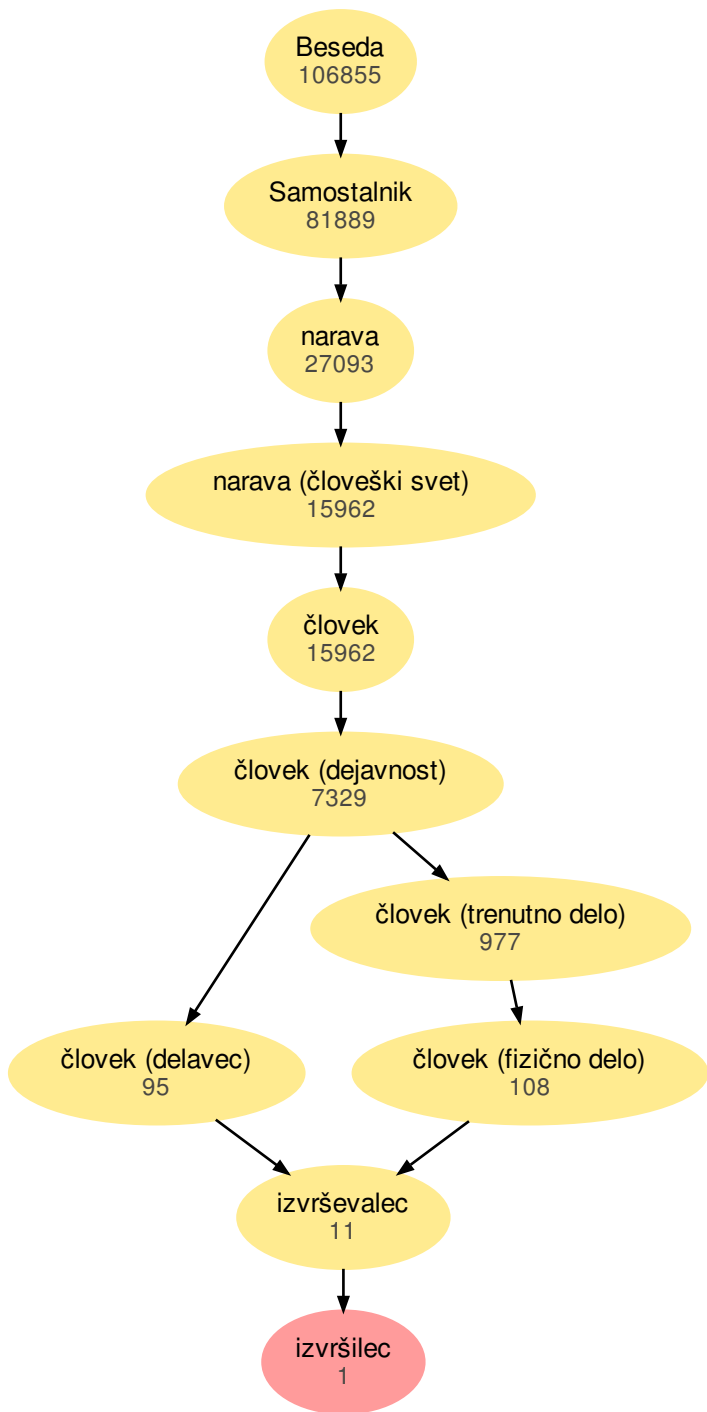 Beseda
106855
Samostalnik
81889
narava
27093
narava (človeški svet)
15962
človek
15962
človek (dejavnost)
7329
človek (trenutno delo)
977
človek (delavec)
95
človek (fizično delo)
108
izvrševalec
11
izvršilec
1